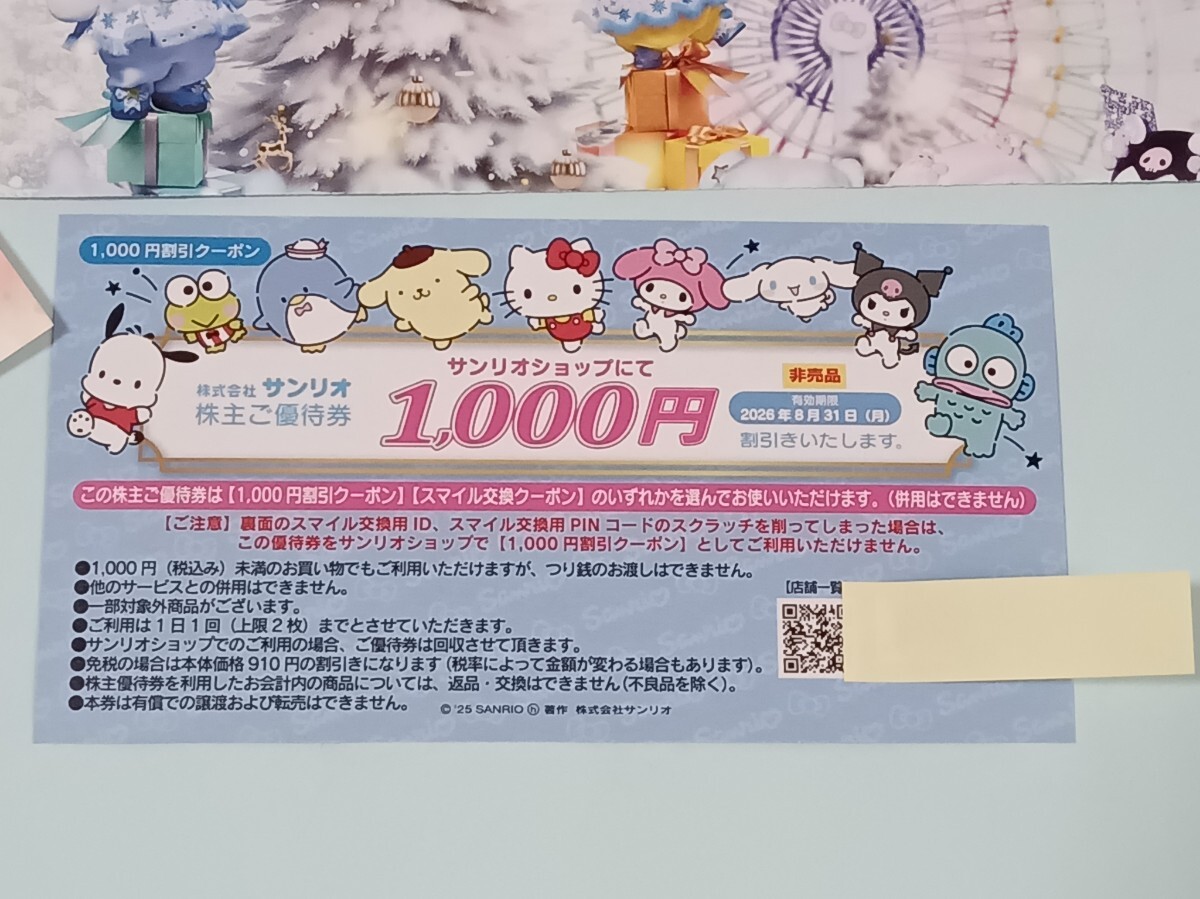 1,000円割引クーポン
サンリオショップにて
株式会社 サンリオ
株主ご優待券
1,000円
非売品
有効期限
2026年8月31日（月）
割引きいたします。
この株主ご優待券は【1,000円割引クーポン】【スマイル交換クーポン】のいずれかを選んでお使いいただけます。（併用はできません）
【ご注意】裏面のスマイル交換用ID、スマイル交換用PINコードのスクラッチを削ってしまった場合は、
この優待券をサンリオショップで【1,000円割引クーポン】としてご利用いただけません。
●1,000円（税込み）未満のお買い物でもご利用いただけますが、つり銭のお渡しはできません。
●他のサービスとの併用はできません。
●一部対象外商品がございます。
●ご利用は1日1回（上限2枚）までとさせていただきます。
●サンリオショップでのご利用の場合、ご優待券は回収させて頂きます。
●免税の場合は本体価格910円の割引きになります（税率によって金額が変わる場合もあります）。
●株主優待券を利用したお会計内の商品については、返品・交換はできません（不良品を除く）。
●本券は有償での譲渡および転売はできません。
©'25 SANRIO ⓗ 著作 株式会社サンリオ
【店舗一覧